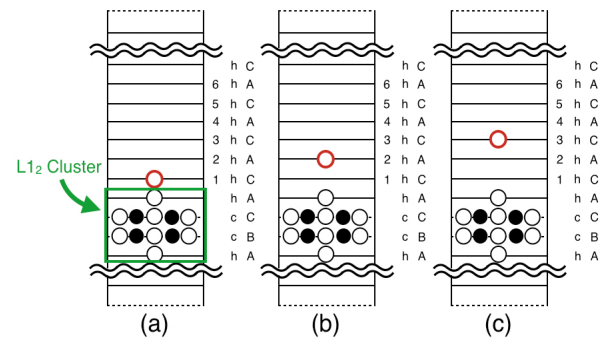 h C h C h C
6 h A 6 h A 6 h A
5 h C 5 h C 5 h C
4 h A 4 h A 4 h A
3 h C 3 h C 3 h C
2 h A 2 h A 2 h A
1 h C 1 h C 1 h C
L1₂ Cluster
h A h A h A
c C c C c C
c B c B c B
h A h A h A
(a) (b) (c)